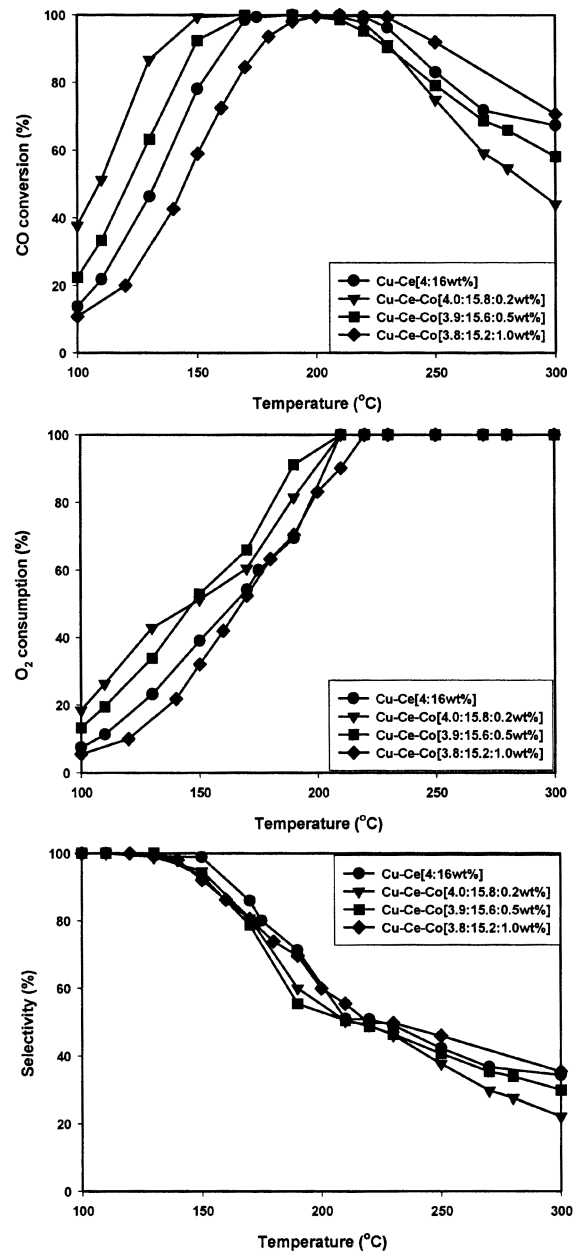 CO conversion (%)
100
80
60
40
20
0
Cu-Ce[4:16wt%]
Cu-Ce-Co[4.0:15.8:0.2wt%]
Cu-Ce-Co[3.9:15.6:0.5wt%]
Cu-Ce-Co[3.8:15.2:1.0wt%]
100 150 200 250 300
Temperature (°C)
O2 consumption (%)
100
80
60
40
20
0
Cu-Ce[4:16wt%]
Cu-Ce-Co[4.0:15.8:0.2wt%]
Cu-Ce-Co[3.9:15.6:0.5wt%]
Cu-Ce-Co[3.8:15.2:1.0wt%]
100 150 200 250 300
Temperature (°C)
Selectivity (%)
100
80
60
40
20
0
Cu-Ce[4:16wt%]
Cu-Ce-Co[4.0:15.8:0.2wt%]
Cu-Ce-Co[3.9:15.6:0.5wt%]
Cu-Ce-Co[3.8:15.2:1.0wt%]
100 150 200 250 300
Temperature (°C)